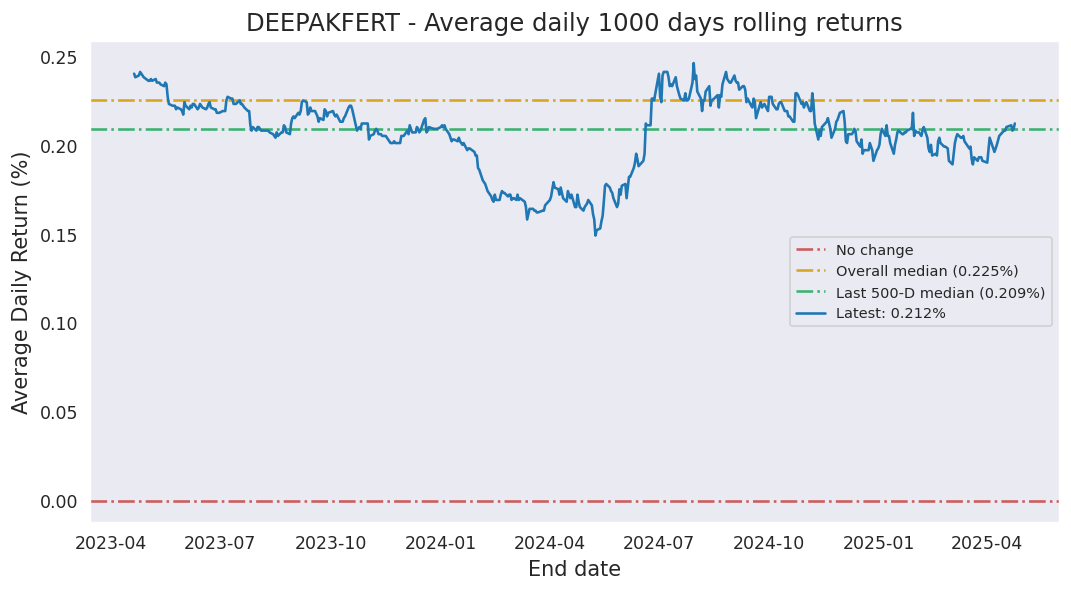 DEEPAKFERT - Average daily 1000 days rolling returns
Average Daily Return (%)
0.25
0.20
0.15
0.10
0.05
0.00
No change
Overall median (0.225%)
Last 500-D median (0.209%)
Latest: 0.212%
2023-04 2023-07 2023-10 2024-01 2024-04 2024-07 2024-10 2025-01 2025-04
End date